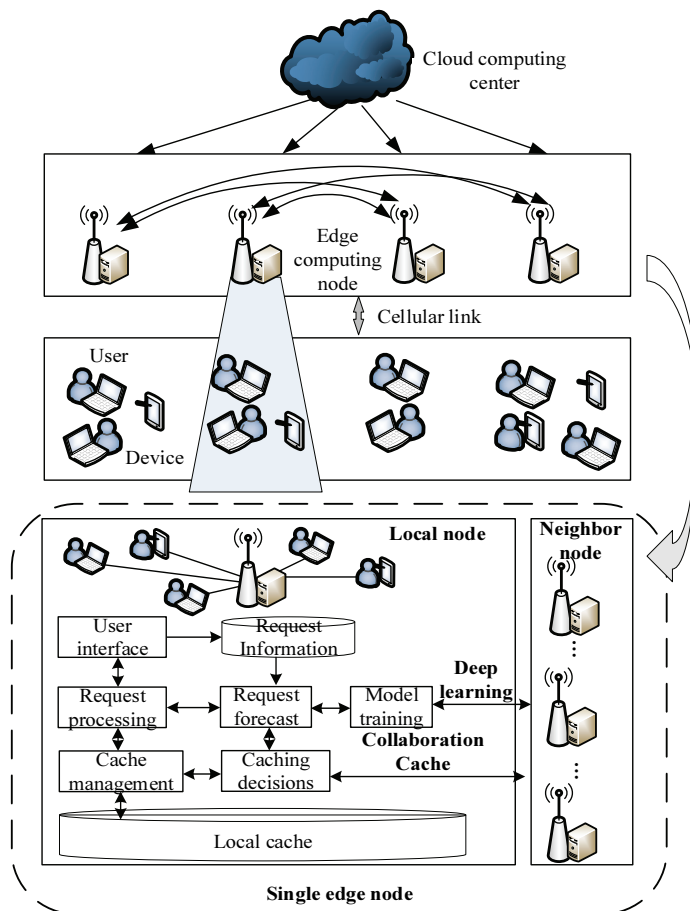 Cloud computing
center
Edge
computing
node
Cellular link
User
Device
Local node
Neighbor
node
User
interface
Request
Information
Request
processing
Request
forecast
Model
training
Deep
learning
Cache
management
Caching
decisions
Collaboration
Cache
Local cache
Single edge node